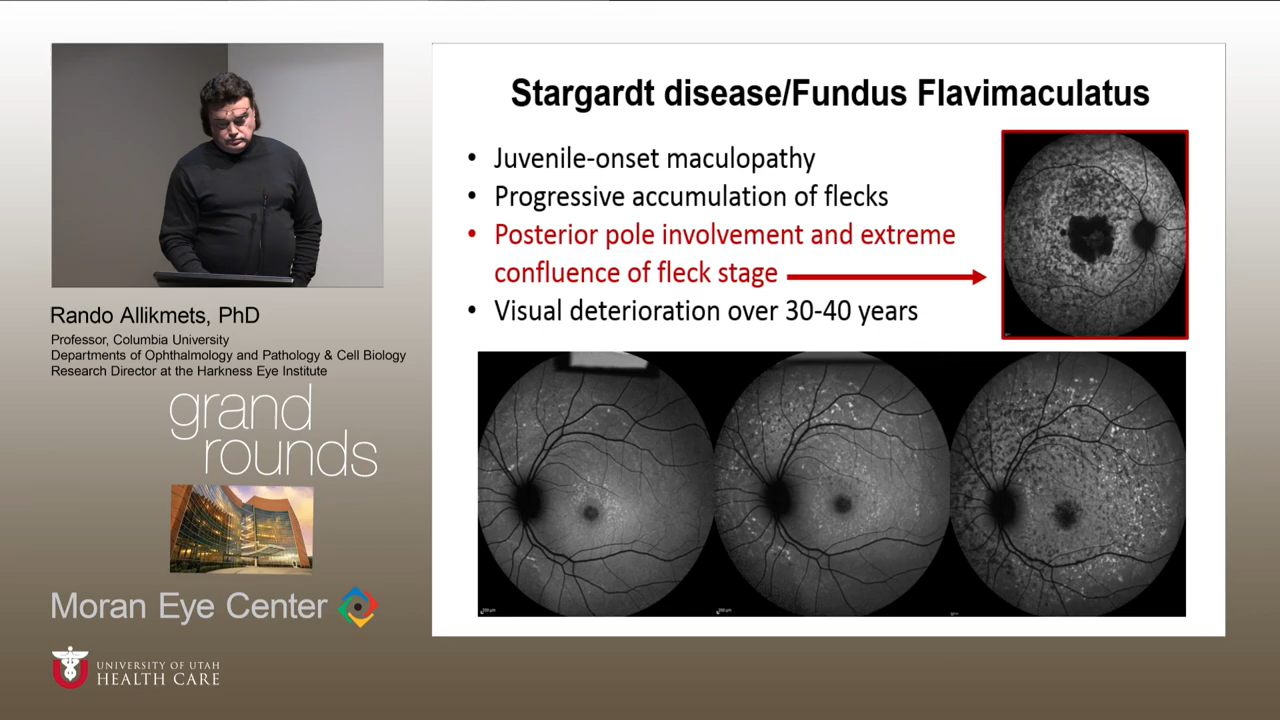 Stargardt disease/Fundus Flavimaculatus
• Juvenile-onset maculopathy
• Progressive accumulation of flecks
• Posterior pole involvement and extreme
confluence of fleck stage
• Visual deterioration over 30-40 years
Rando Allikmets, PhD
Professor, Columbia University
Departments of Ophthalmology and Pathology & Cell Biology
Research Director at the Harkness Eye Institute
grand
rounds
Moran Eye Center
UNIVERSITY OF UTAH
HEALTH CARE